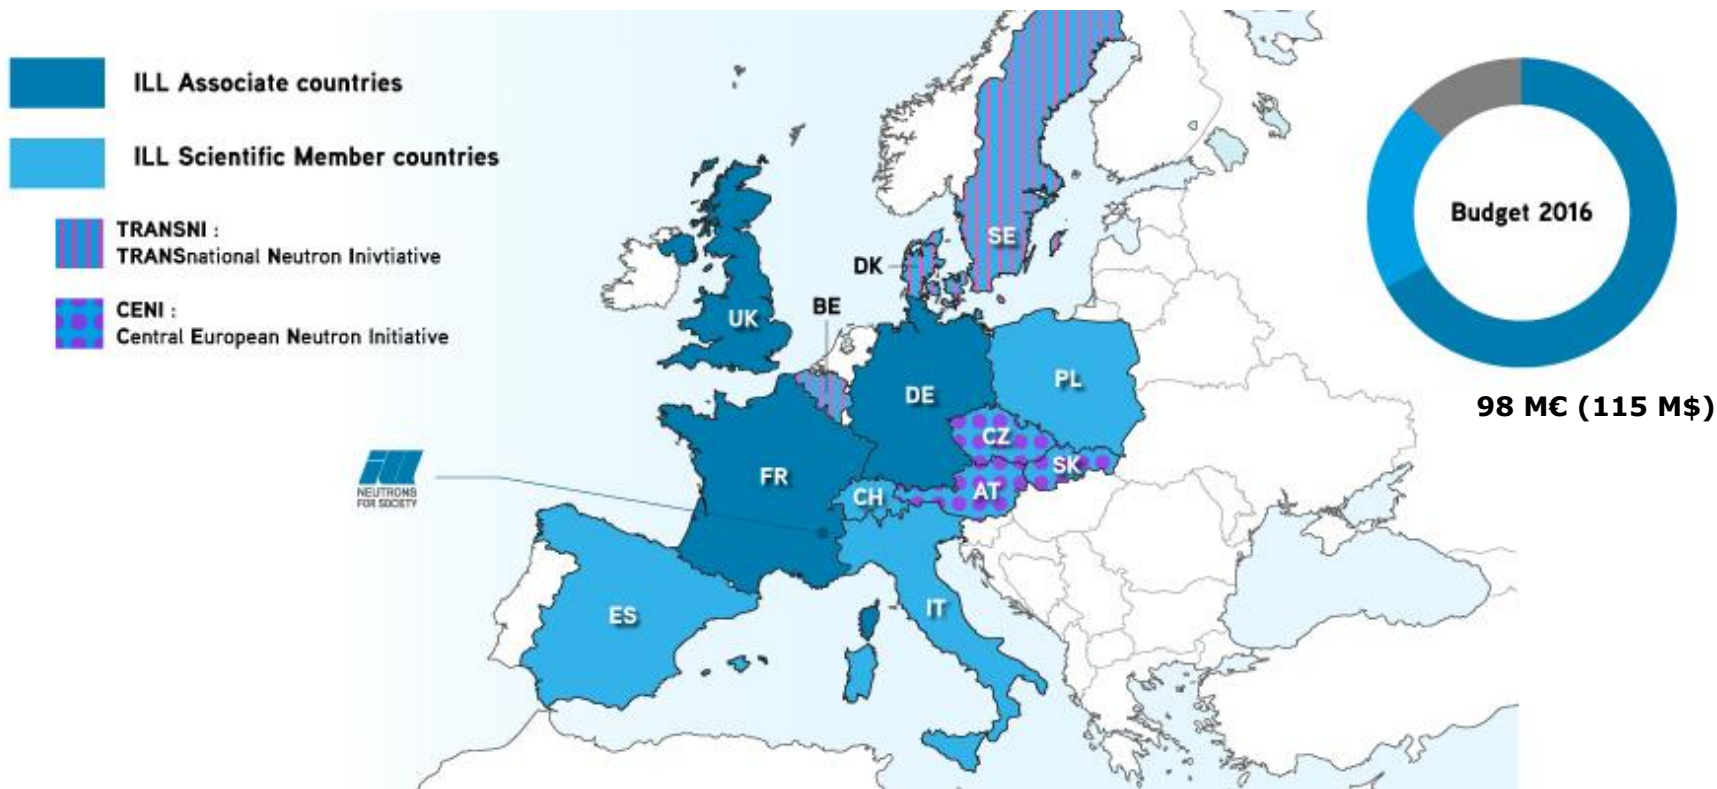 ILL Associate countries
ILL Scientific Member countries
TRANSNI :
TRANSnational Neutron Inivtiative
CENI :
Central European Neutron Initiative
Budget 2016
98 M€ (115 M$)
SE
DK
BE
UK
PL
DE
CZ
SK
FR
CH
AT
ill
NEUTRONS
FOR SOCIETY
ES
IT